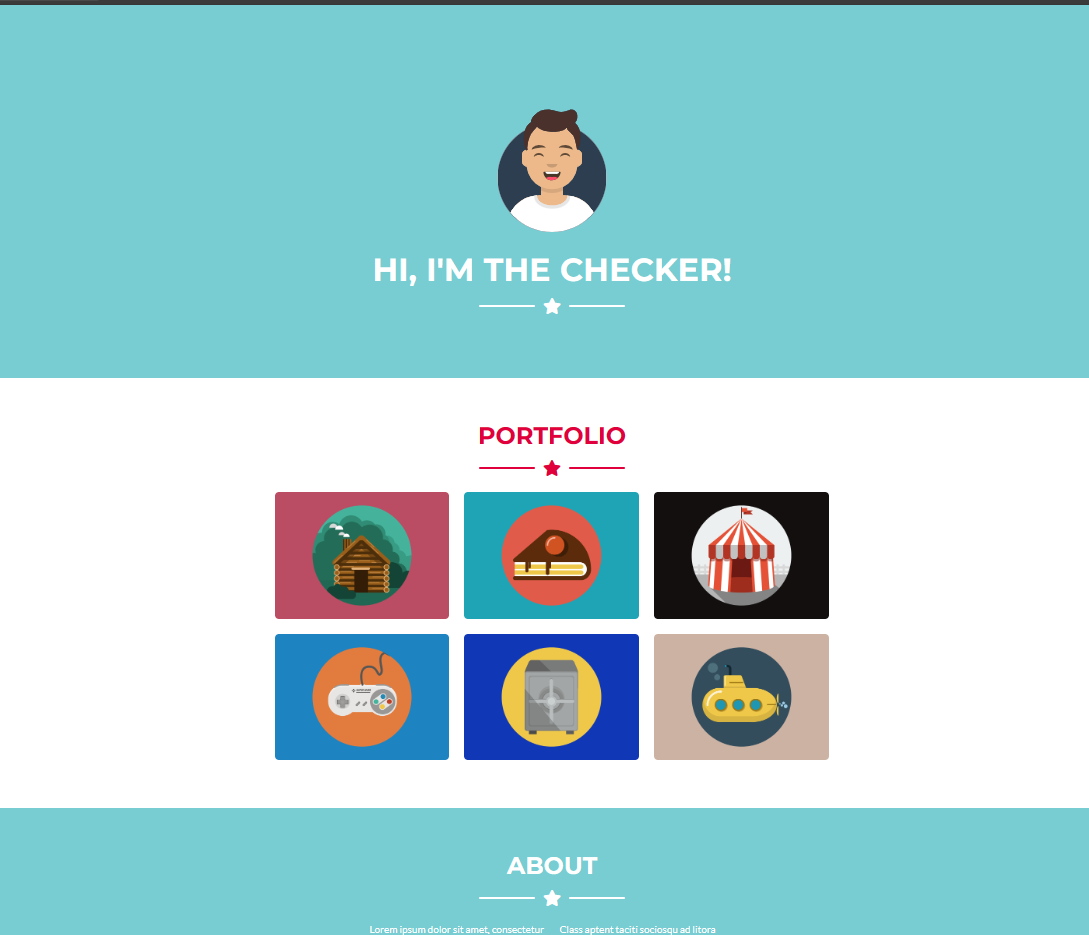 HI, I'M THE CHECKER!
PORTFOLIO
ABOUT
Lorem ipsum dolor sit amet, consectetur
Class aptent taciti sociosqu ad litora